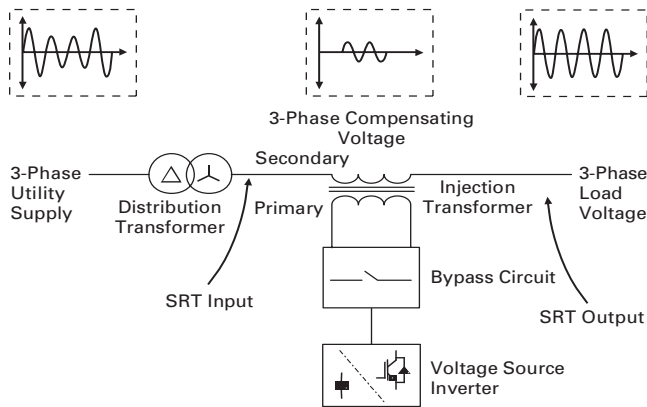 3-Phase Compensating
Voltage
Secondary
3-Phase
Utility
Supply
3-Phase
Load
Voltage
Distribution
Transformer
Primary
Injection
Transformer
Bypass Circuit
SRT Input
SRT Output
Voltage Source
Inverter